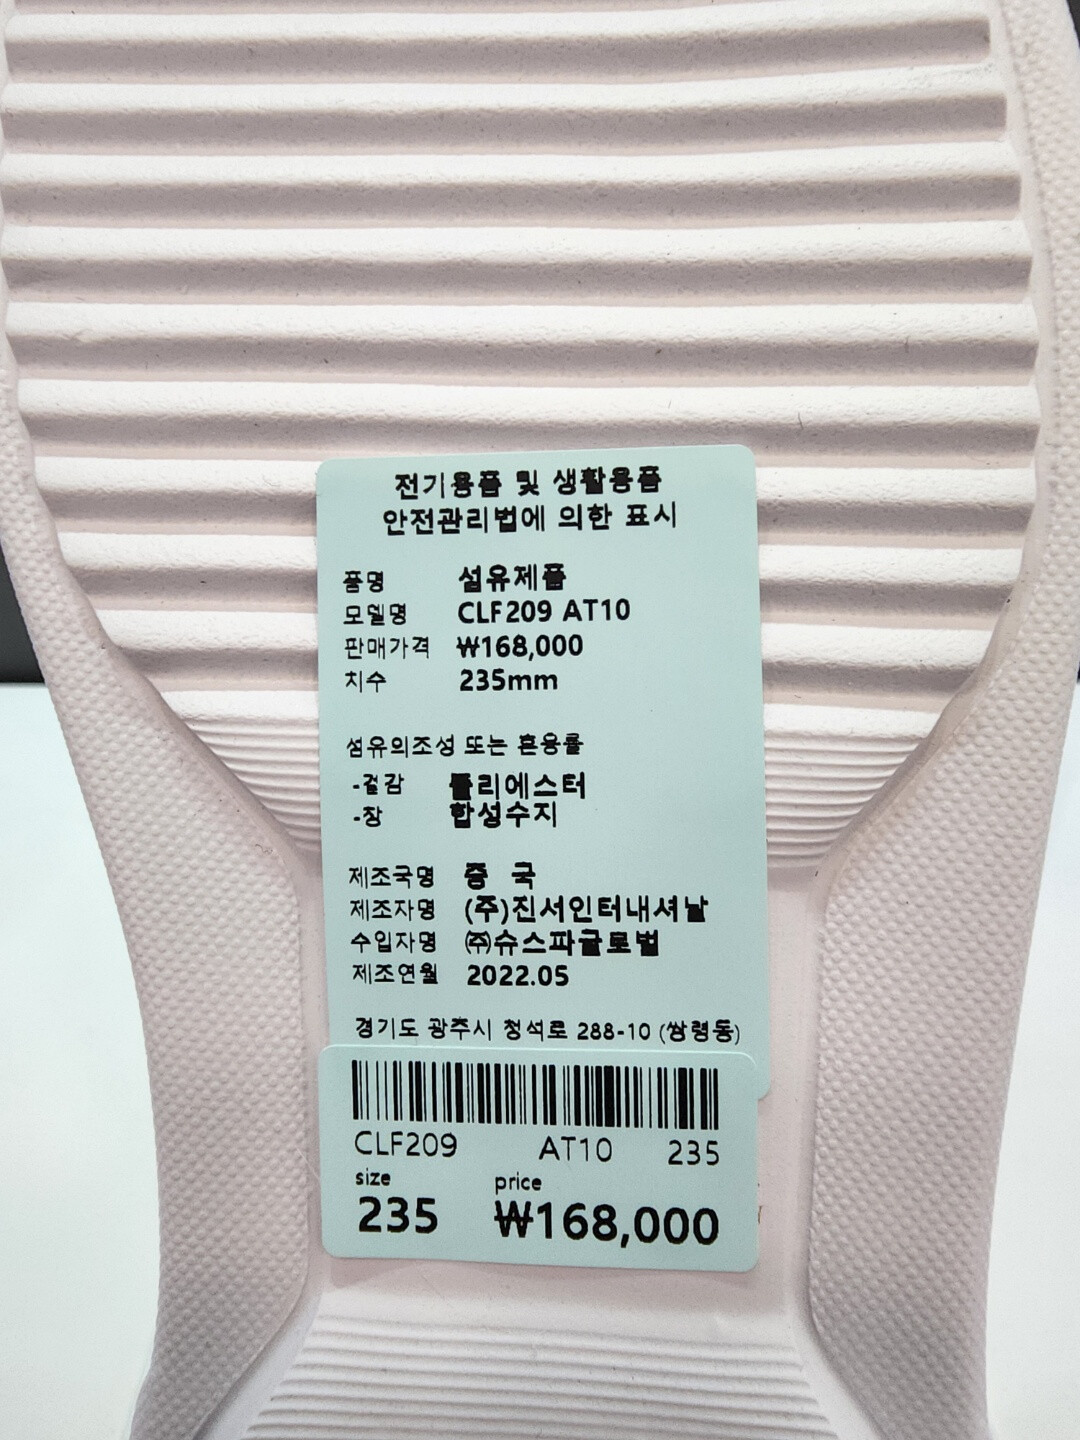 전기용품 및 생활용품
안전관리법에 의한 표시
품명 섬유제품
모델명 CLF209 AT10
판매가격 ₩168,000
치수 235mm
섬유의조성 또는 혼용률
-겉감 폴리에스터
-창 합성수지
제조국명 중 국
제조자명 (주)진서인터내셔날
수입자명 ㈜슈스파글로벌
제조연월 2022.05
경기도 광주시 청석로 288-10 (쌍령동)
CLF209 AT10 235
size price
235 ₩168,000